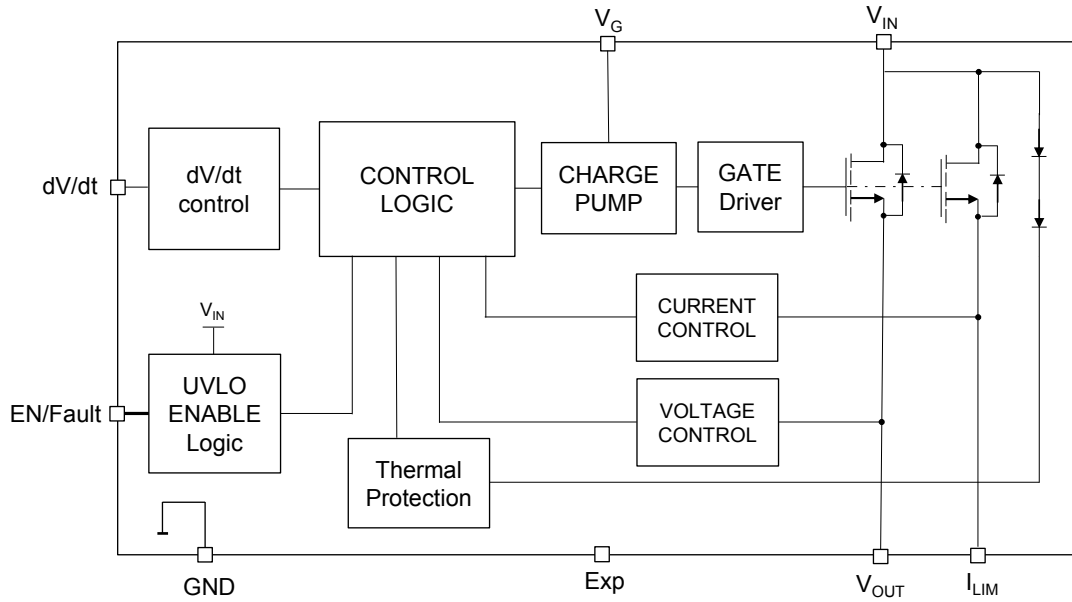 V_G
V_IN
dV/dt
dV/dt
control
CONTROL
LOGIC
CHARGE
PUMP
GATE
Driver
V_IN
CURRENT
CONTROL
EN/Fault
UVLO
ENABLE
Logic
VOLTAGE
CONTROL
Thermal
Protection
GND
Exp
V_OUT
I_LIM